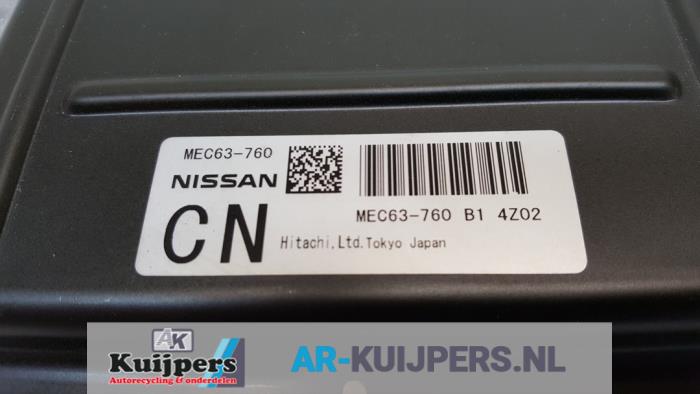 MEC63-760
NISSAN
CN
MEC63-760 B1 4Z02
Hitachi,Ltd.Tokyo Japan
AK
Kuijpers
Autorecycling & onderdelen
AR-KUIJPERS.NL